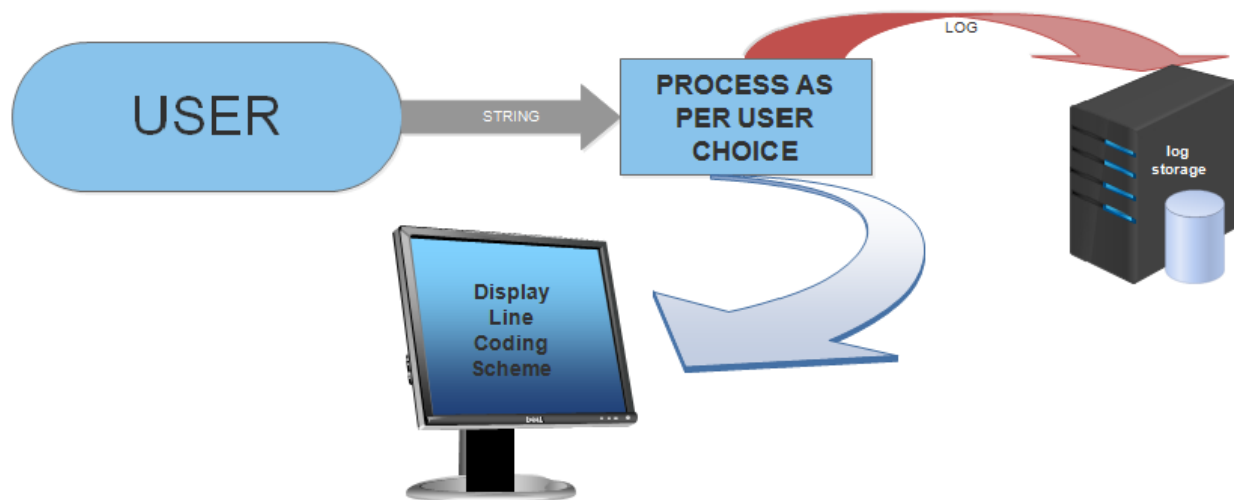 USER
STRING
PROCESS AS
PER USER
CHOICE
LOG
log
storage
Display
Line
Coding
Scheme
DELL